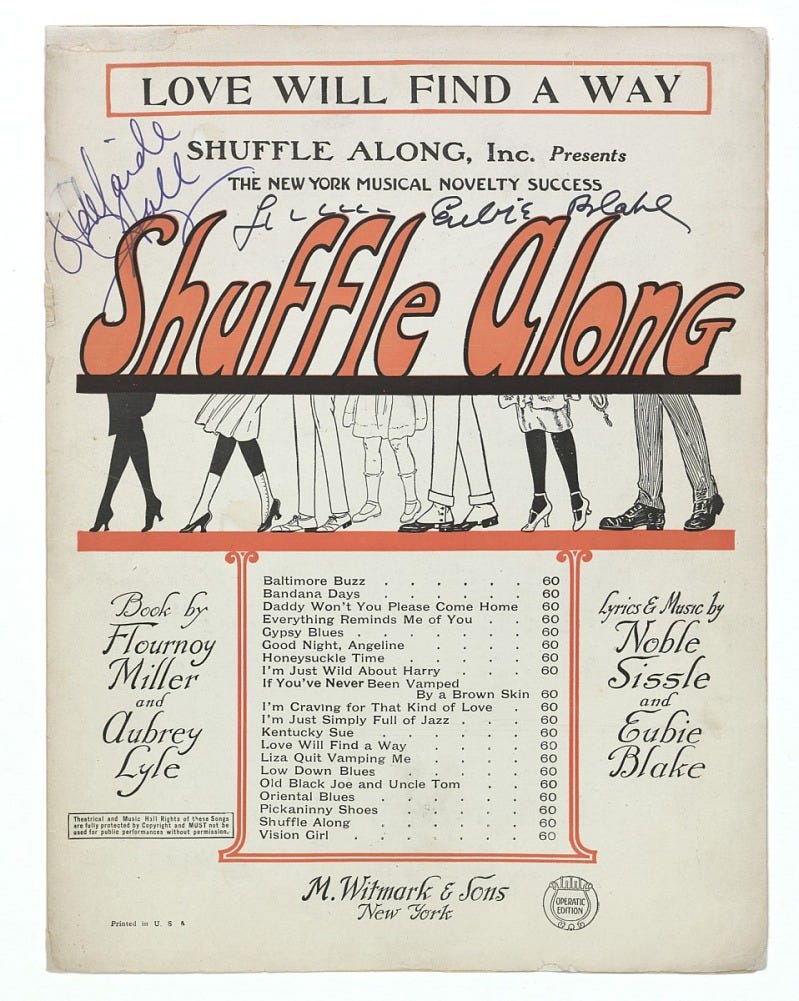 LOVE WILL FIND A WAY
SHUFFLE ALONG, Inc. Presents
THE NEW YORK MUSICAL NOVELTY SUCCESS
Adelaide
Hall
Eubie Blake
Shuffle Along
Book by
Flournoy
Miller
and
Aubrey
Lyle
Baltimore Buzz . . . . . . 60
Bandana Days . . . . . . 60
Daddy Won't You Please Come Home 60
Everything Reminds Me of You . . 60
Gypsy Blues . . . . . . . 60
Good Night, Angeline . . . . 60
Honeysuckle Time . . . . . 60
I'm Just Wild About Harry . . . 60
If You've Never Been Vamped
By a Brown Skin 60
I'm Craving for That Kind of Love . 60
I'm Just Simply Full of Jazz . . . 60
Kentucky Sue . . . . . . 60
Love Will Find a Way . . . . 60
Liza Quit Vamping Me . . . . 60
Low Down Blues . . . . . 60
Old Black Joe and Uncle Tom . . 60
Oriental Blues . . . . . . 60
Pickaninny Shoes . . . . . 60
Shuffle Along . . . . . . 60
Vision Girl . . . . . . . 60
Lyrics & Music by
Noble
Sissle
and
Eubie
Blake
Theatrical and Music Hall Rights of these Songs
are fully protected by Copyright and MUST not be
used for public performances without permission.
M. Witmark & Sons
New York
OPERATIC
EDITION
Printed in U. S A